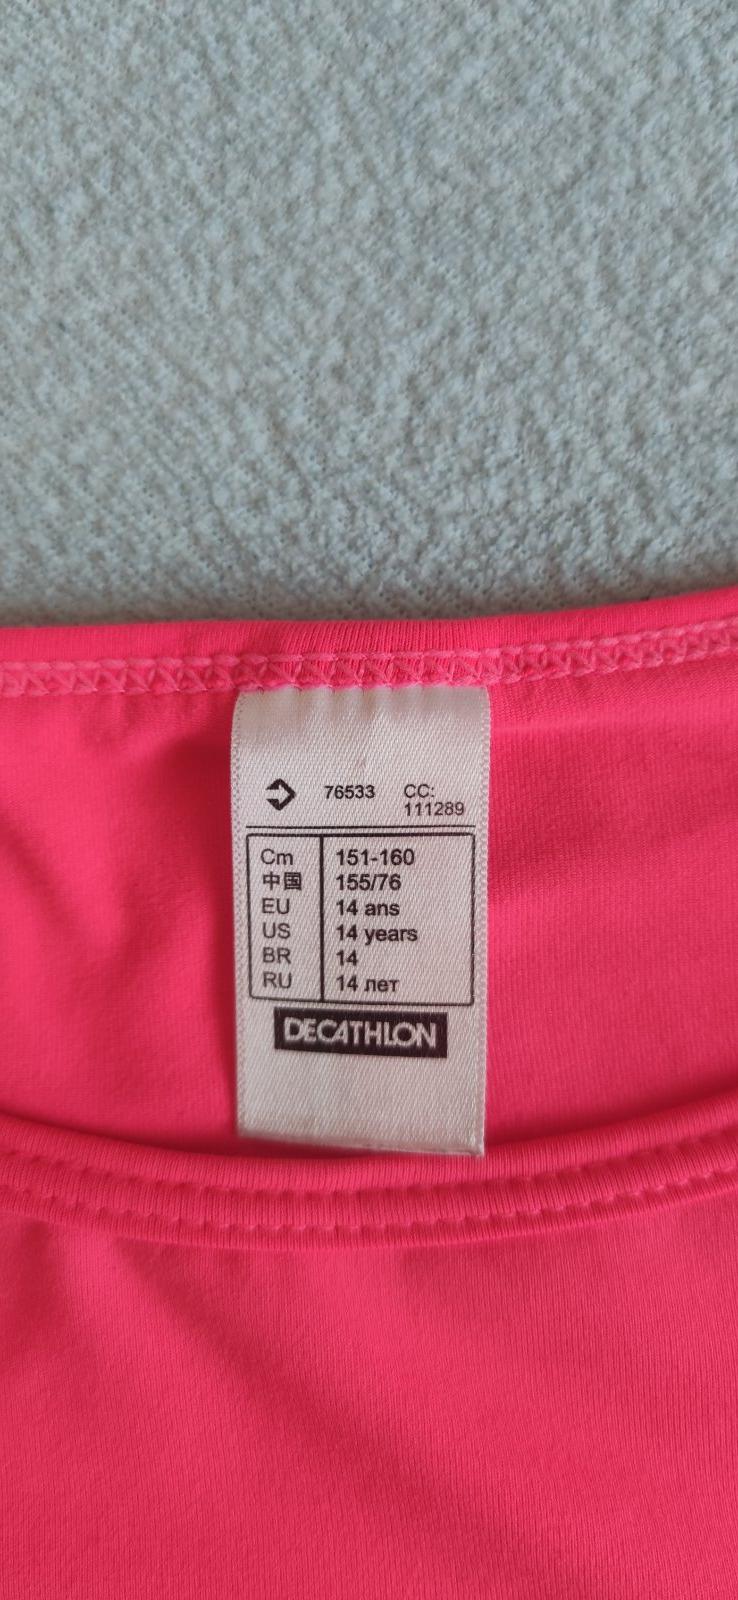 76533 CC:
111289
Cm 151-160
中国 155/76
EU 14 ans
US 14 years
BR 14
RU 14 лет
DECATHLON